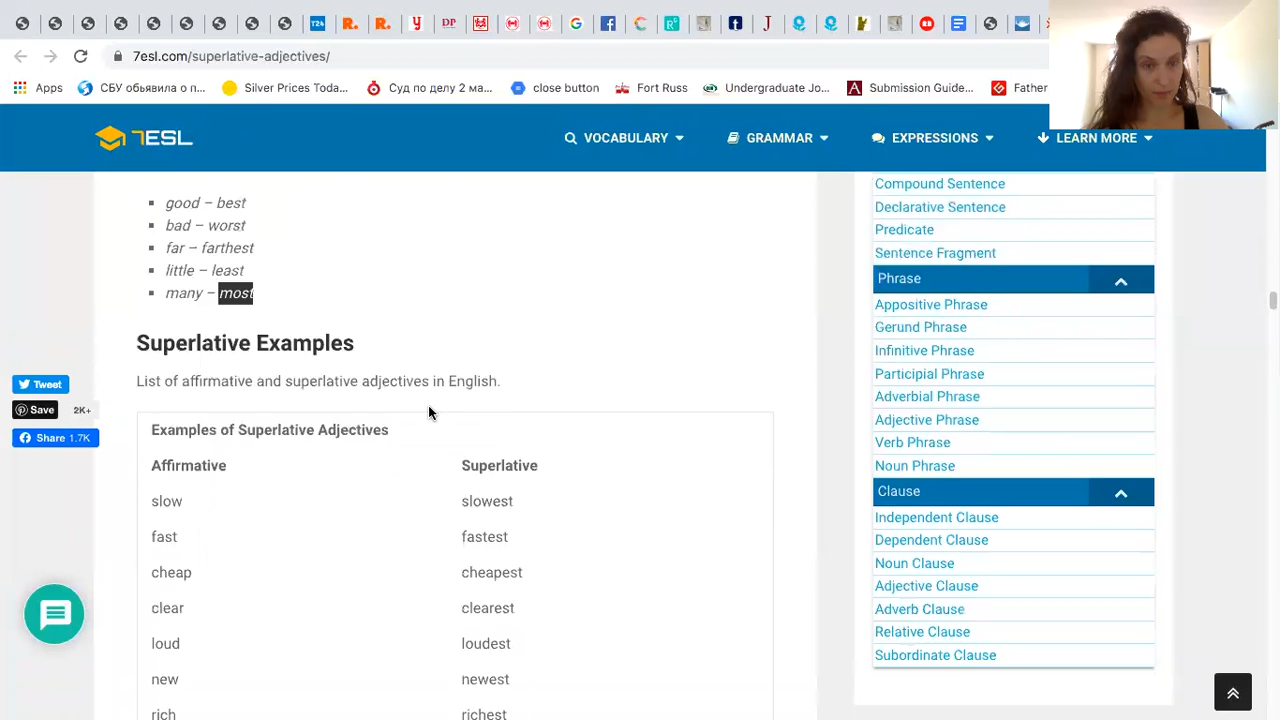 7esl.com/superlative-adjectives/
Apps
СБУ обьявила о п...
Silver Prices Toda...
Суд по делу 2 ма...
close button
Fort Russ
Undergraduate Jo...
Submission Guide...
Father
7ESL
VOCABULARY
GRAMMAR
EXPRESSIONS
LEARN MORE
good – best
bad – worst
far – farthest
little – least
many – most
Superlative Examples
List of affirmative and superlative adjectives in English.
Tweet
Save 2K+
Share 1.7K
Examples of Superlative Adjectives
Affirmative Superlative
slow slowest
fast fastest
cheap cheapest
clear clearest
loud loudest
new newest
rich richest
Compound Sentence
Declarative Sentence
Predicate
Sentence Fragment
Phrase
Appositive Phrase
Gerund Phrase
Infinitive Phrase
Participial Phrase
Adverbial Phrase
Adjective Phrase
Verb Phrase
Noun Phrase
Clause
Independent Clause
Dependent Clause
Noun Clause
Adjective Clause
Adverb Clause
Relative Clause
Subordinate Clause